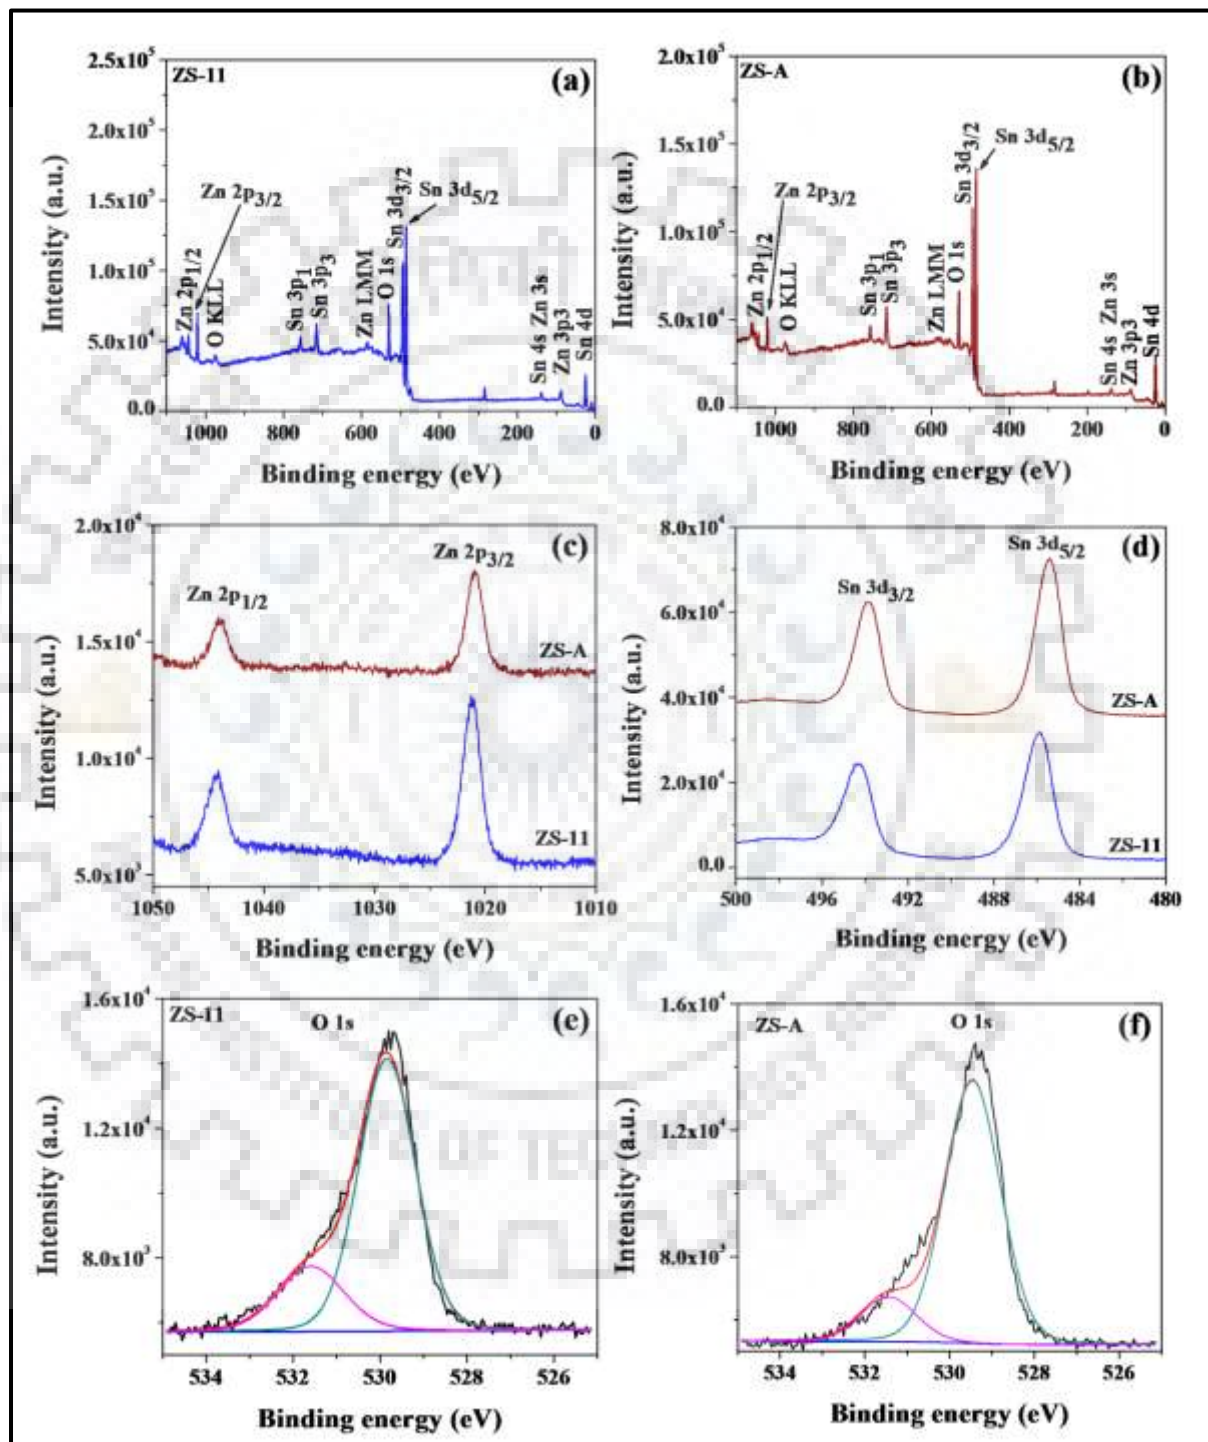 ZS-11
(a)
2.5x10⁵
2.0x10⁵
1.5x10⁵
1.0x10⁵
5.0x10⁴
0.0
Intensity (a.u.)
Zn 2p₁/₂
Zn 2p₃/₂
O KLL
Sn 3p₁
Sn 3p₃
Zn LMM
O 1s
Sn 3d₃/₂
Sn 3d₅/₂
Sn 4s Zn 3s
Zn 3p3
Sn 4d
1000 800 600 400 200 0
Binding energy (eV)
ZS-A
(b)
2.0x10⁵
1.5x10⁵
1.0x10⁵
5.0x10⁴
0.0
Intensity (a.u.)
Zn 2p₁/₂
Zn 2p₃/₂
O KLL
Sn 3p₁
Sn 3p₃
Zn LMM
O 1s
Sn 3d₃/₂
Sn 3d₅/₂
Sn 4s Zn 3s
Zn 3p3
Sn 4d
1000 800 600 400 200 0
Binding energy (eV)
(c)
2.0x10⁴
1.5x10⁴
1.0x10⁴
5.0x10³
Intensity (a.u.)
Zn 2p₁/₂
Zn 2p₃/₂
ZS-A
ZS-11
1050 1040 1030 1020 1010
Binding energy (eV)
(d)
8.0x10⁴
6.0x10⁴
4.0x10⁴
2.0x10⁴
0.0
Intensity (a.u.)
Sn 3d₃/₂
Sn 3d₅/₂
ZS-A
ZS-11
500 496 492 488 484 480
Binding energy (eV)
ZS-11
O 1s
(e)
1.6x10⁴
1.2x10⁴
8.0x10³
Intensity (a.u.)
534 532 530 528 526
Binding energy (eV)
ZS-A
O 1s
(f)
1.6x10⁴
1.2x10⁴
8.0x10³
Intensity (a.u.)
534 532 530 528 526
Binding energy (eV)